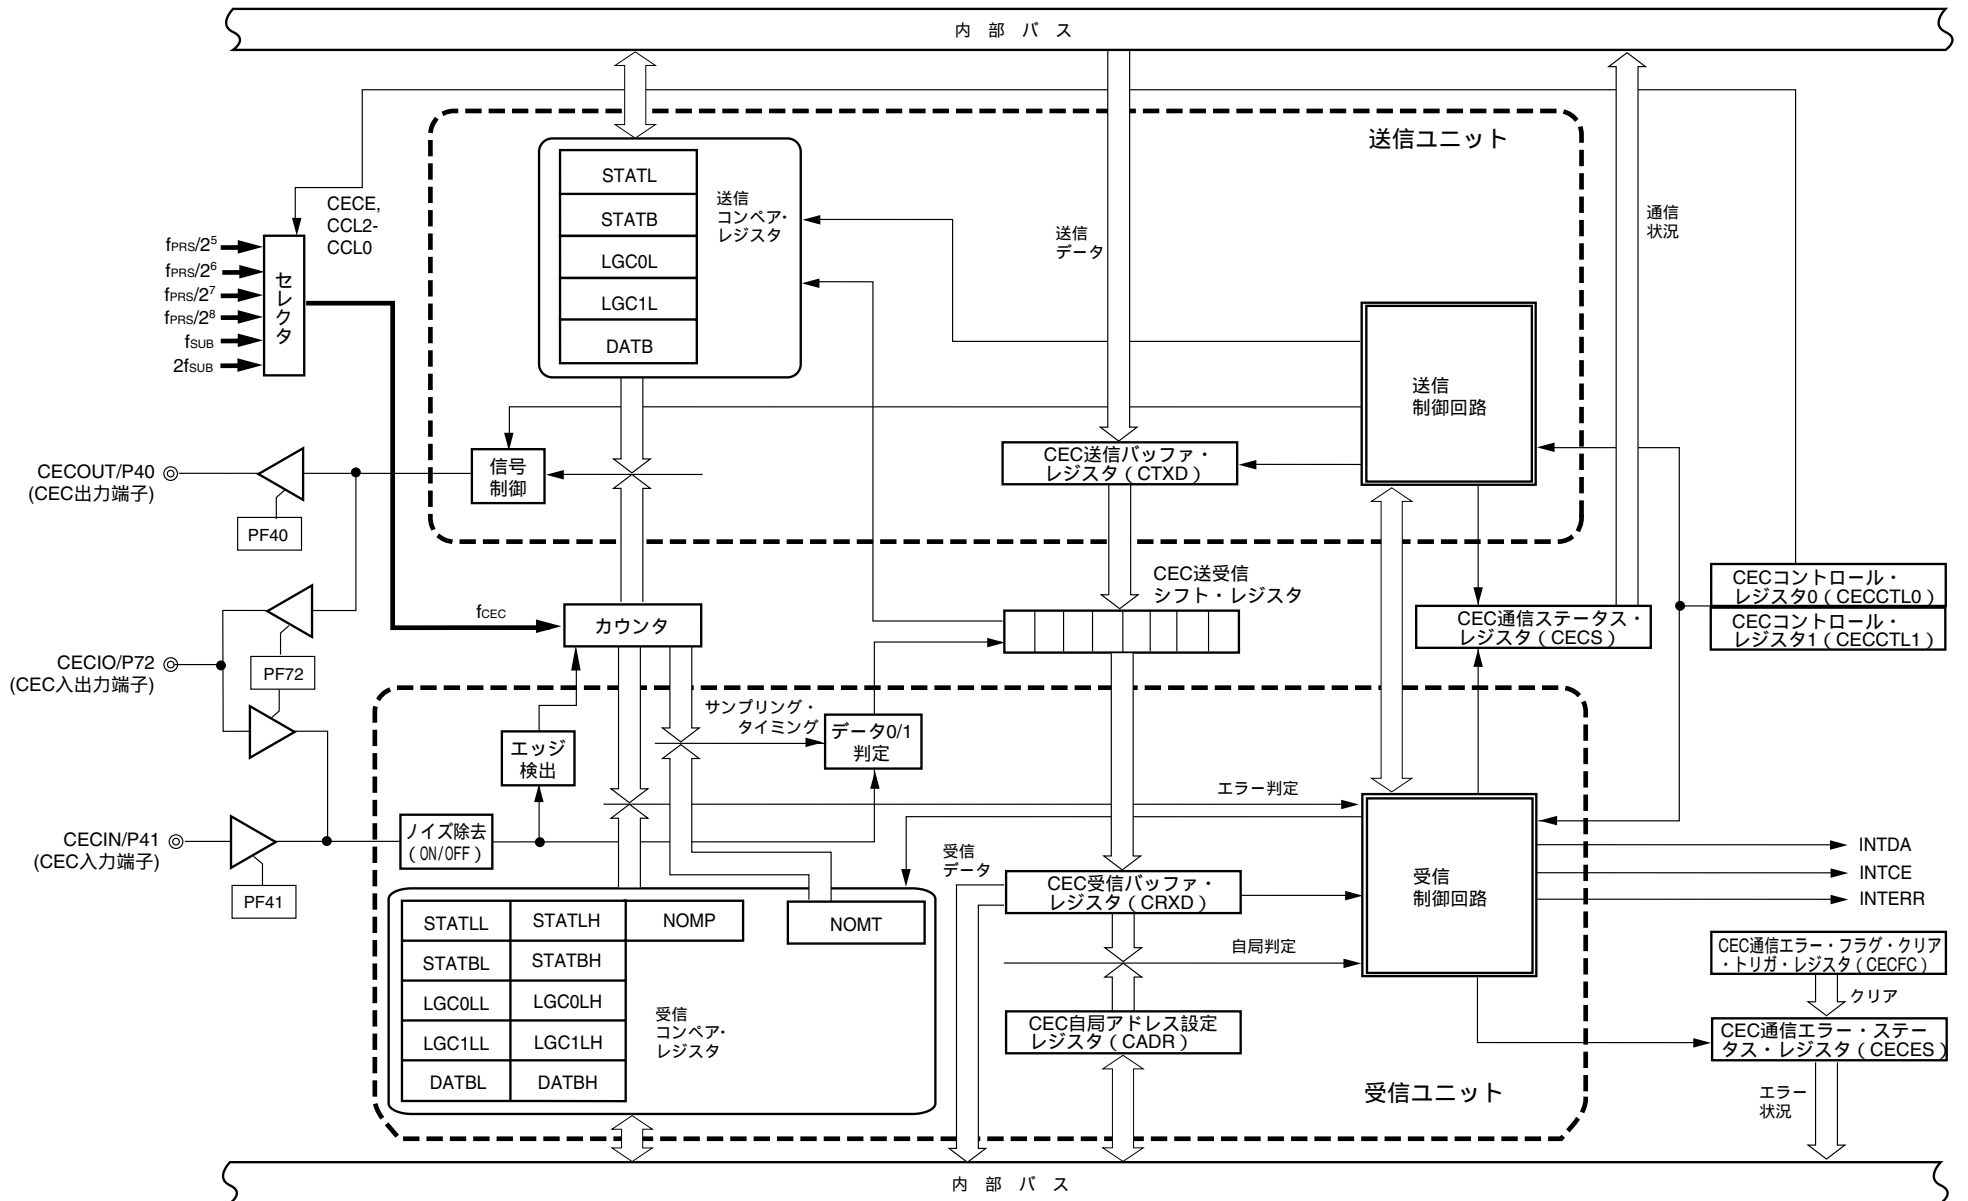 内 部 バ ス
送信ユニット
STATL
STATB
LGC0L
LGC1L
DATB
送信
コンペア・
レジスタ
CECE,
CCL2-
CCL0
fPRS/2⁵
fPRS/2⁶
fPRS/2⁷
fPRS/2⁸
fSUB
2fSUB
セレクタ
送信
データ
通信
状況
送信
制御回路
CECOUT/P40
(CEC出力端子)
PF40
信号
制御
CEC送信バッファ・
レジスタ（CTXD）
CEC送受信
シフト・レジスタ
CECコントロール・
レジスタ0（CECCTL0）
CECコントロール・
レジスタ1（CECCTL1）
CEC通信ステータス・
レジスタ（CECS）
fCEC
カウンタ
CECIO/P72
(CEC入出力端子)
PF72
サンプリング・
タイミング
データ0/1
判定
エッジ
検出
エラー判定
CECIN/P41
(CEC入力端子)
PF41
ノイズ除去
（ON/OFF）
受信
データ
CEC受信バッファ・
レジスタ（CRXD）
受信
制御回路
INTDA
INTCE
INTERR
STATLL
STATLH
NOMP
NOMT
STATBL
STATBH
LGC0LL
LGC0LH
LGC1LL
LGC1LH
DATBL
DATBH
受信
コンペア・
レジスタ
自局判定
CEC自局アドレス設定
レジスタ（CADR）
CEC通信エラー・フラグ・クリア
・トリガ・レジスタ（CECFC）
クリア
CEC通信エラー・ステー
タス・レジスタ（CECES）
エラー
状況
受信ユニット
内 部 バ ス